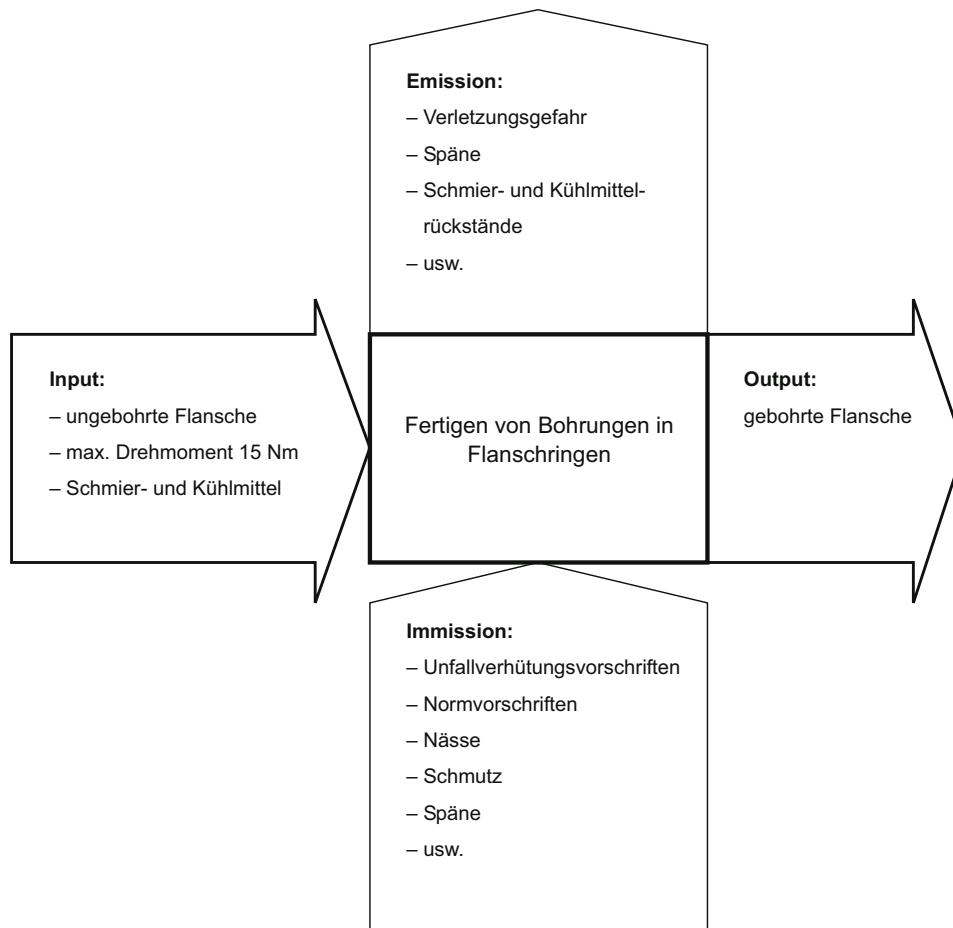 Emission:
– Verletzungsgefahr
– Späne
– Schmier- und Kühlmittel-
rückstände
– usw.
Input:
– ungebohrte Flansche
– max. Drehmoment 15 Nm
– Schmier- und Kühlmittel
Fertigen von Bohrungen in
Flanschringen
Output:
gebohrte Flansche
Immission:
– Unfallverhütungsvorschriften
– Normvorschriften
– Nässe
– Schmutz
– Späne
– usw.